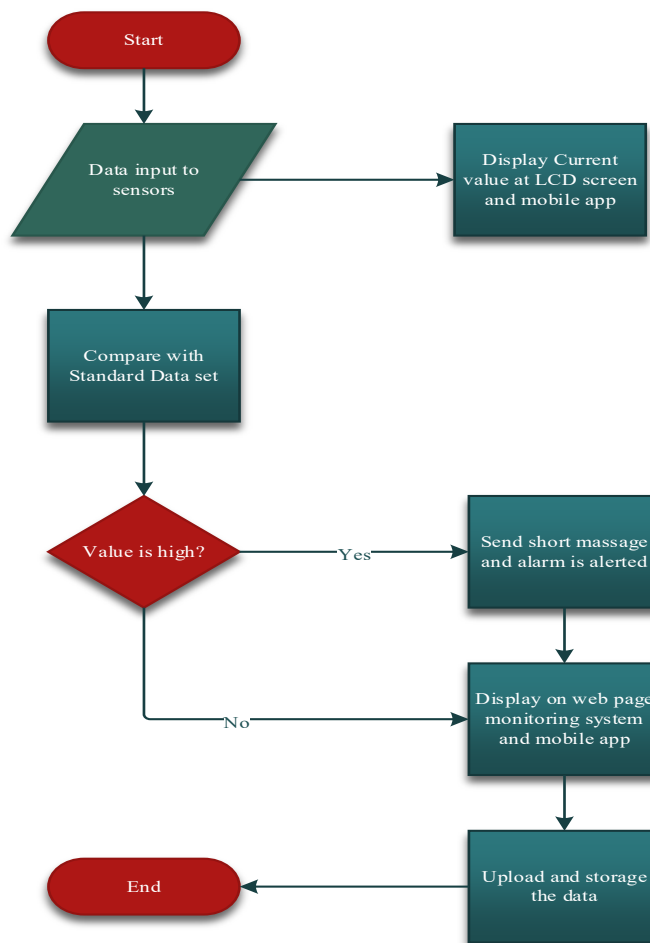 Start
Data input to
sensors
Display Current
value at LCD screen
and mobile app
Compare with
Standard Data set
Value is high?
Yes
Send short massage
and alarm is alerted
No
Display on web page
monitoring system
and mobile app
Upload and storage
the data
End